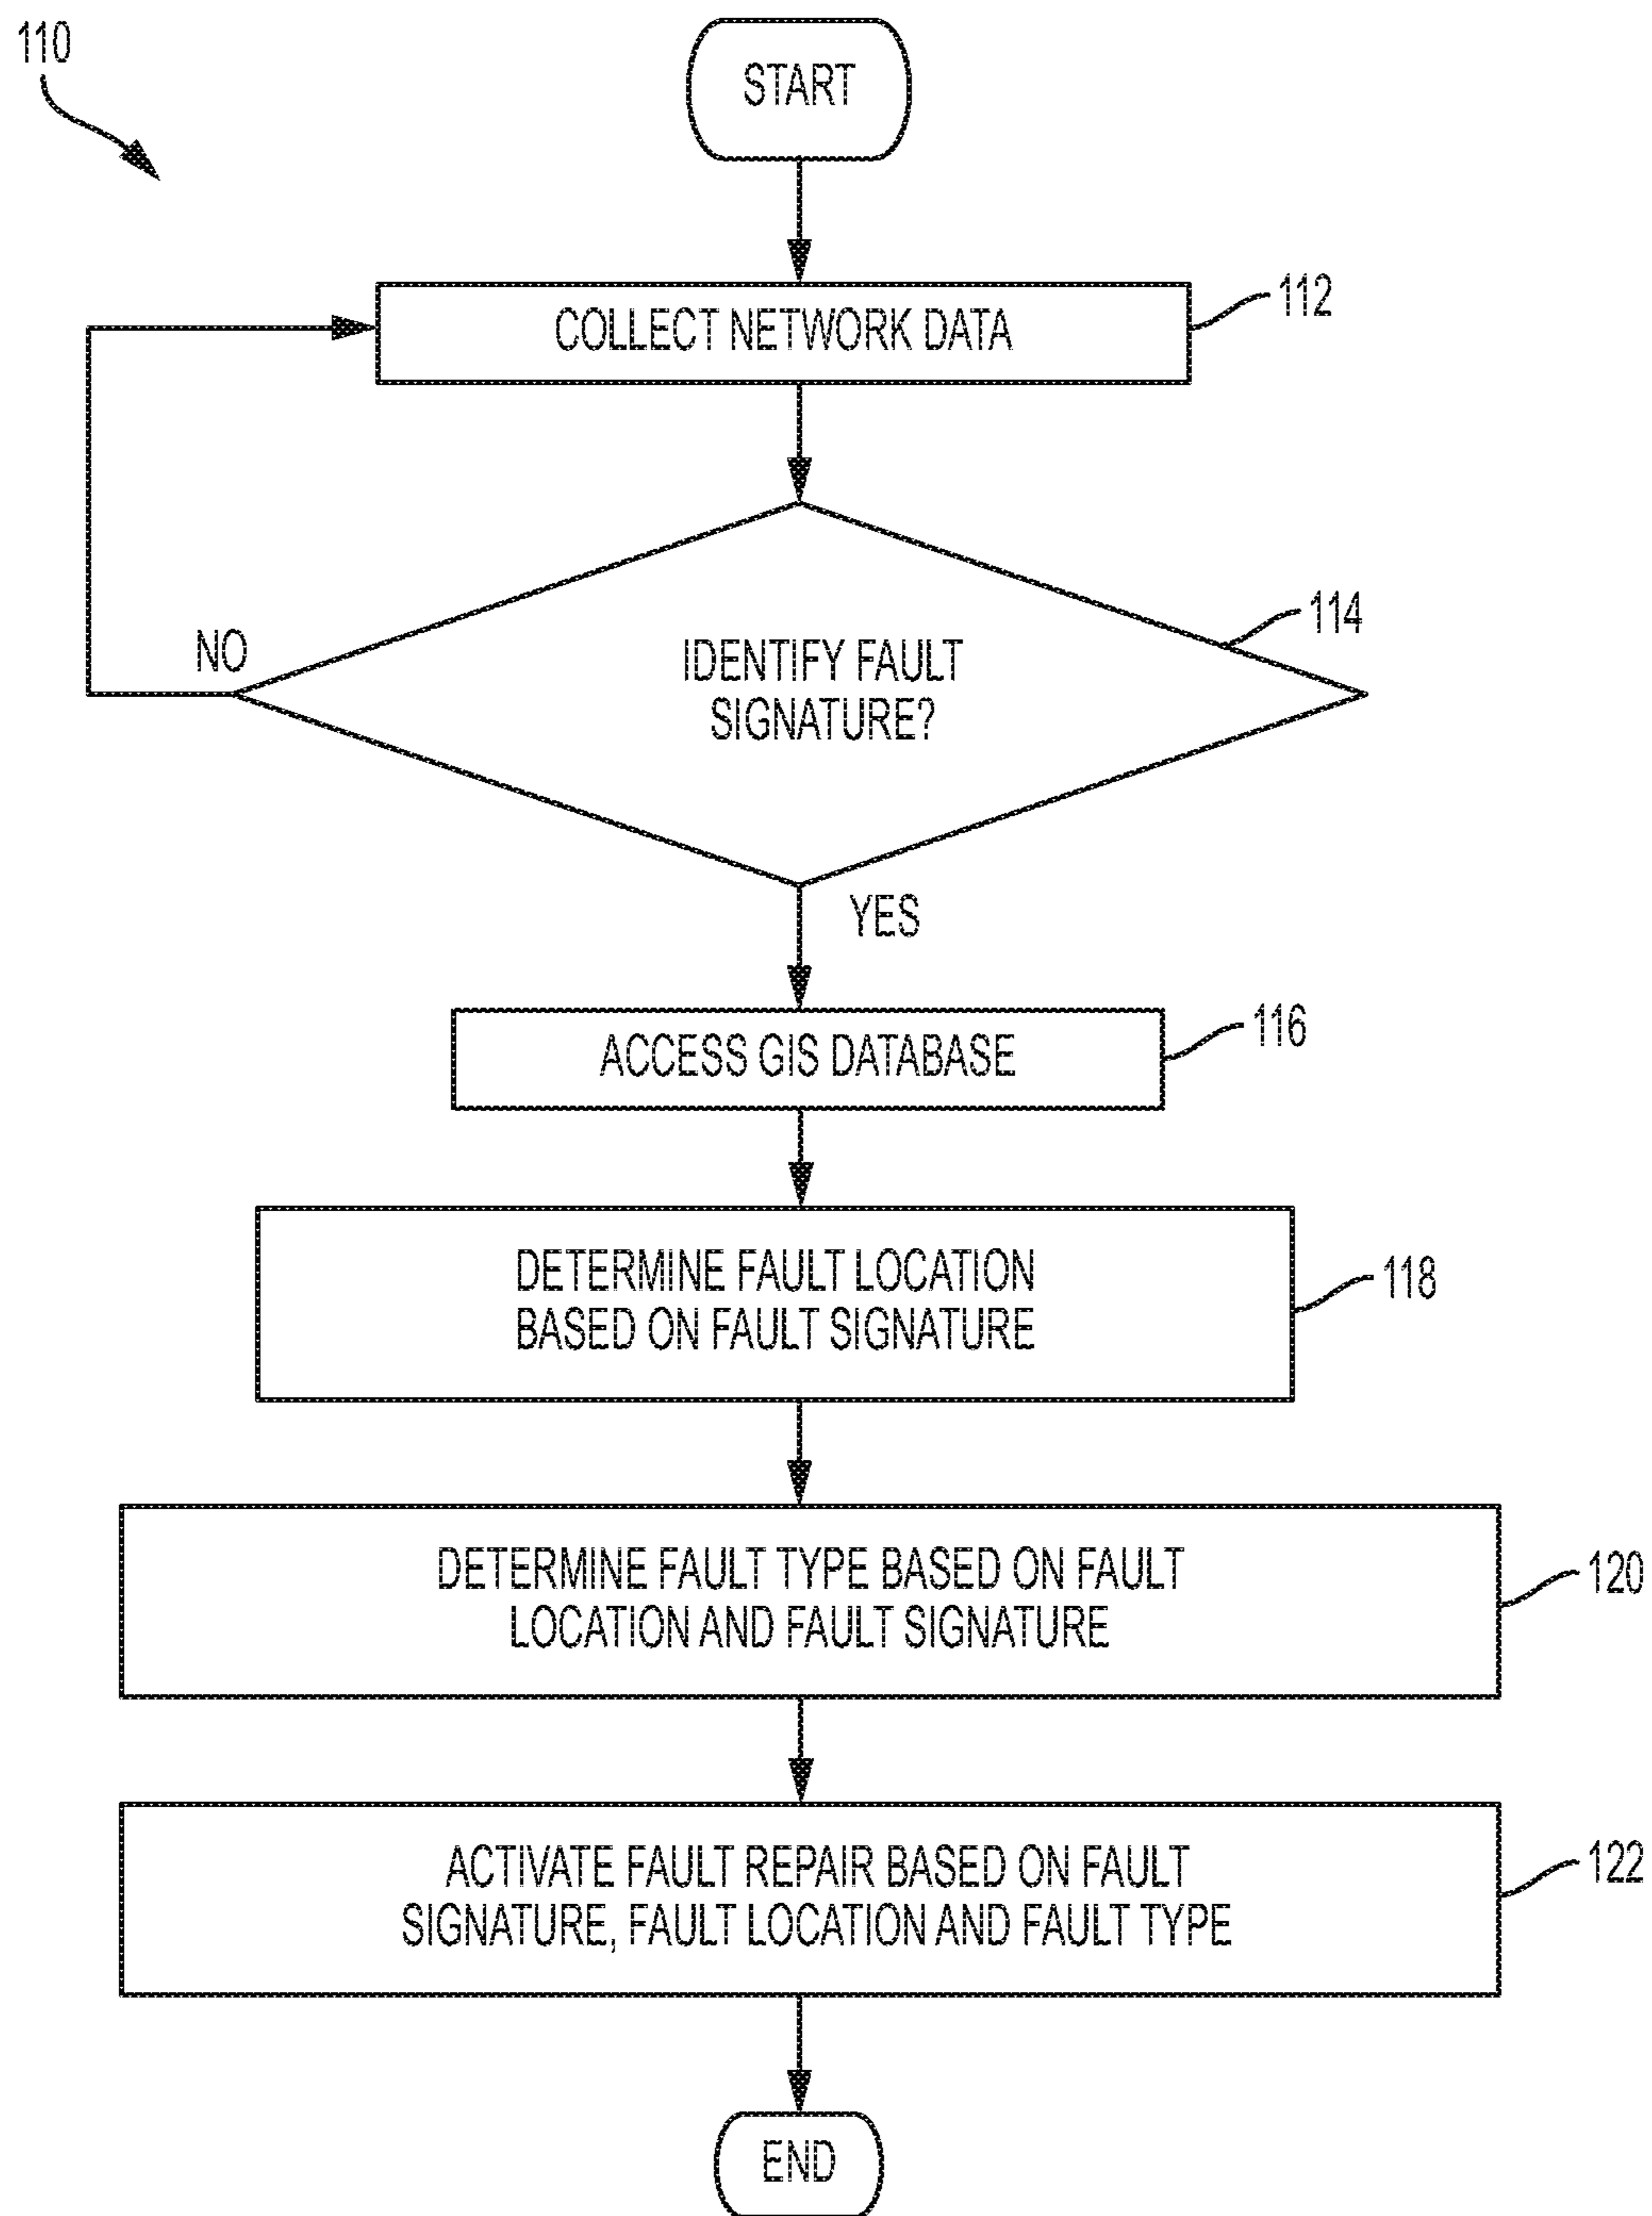 110
START
COLLECT NETWORK DATA
112
IDENTIFY FAULT
SIGNATURE?
114
NO
YES
ACCESS GIS DATABASE
116
DETERMINE FAULT LOCATION
BASED ON FAULT SIGNATURE
118
DETERMINE FAULT TYPE BASED ON FAULT
LOCATION AND FAULT SIGNATURE
120
ACTIVATE FAULT REPAIR BASED ON FAULT
SIGNATURE, FAULT LOCATION AND FAULT TYPE
122
END